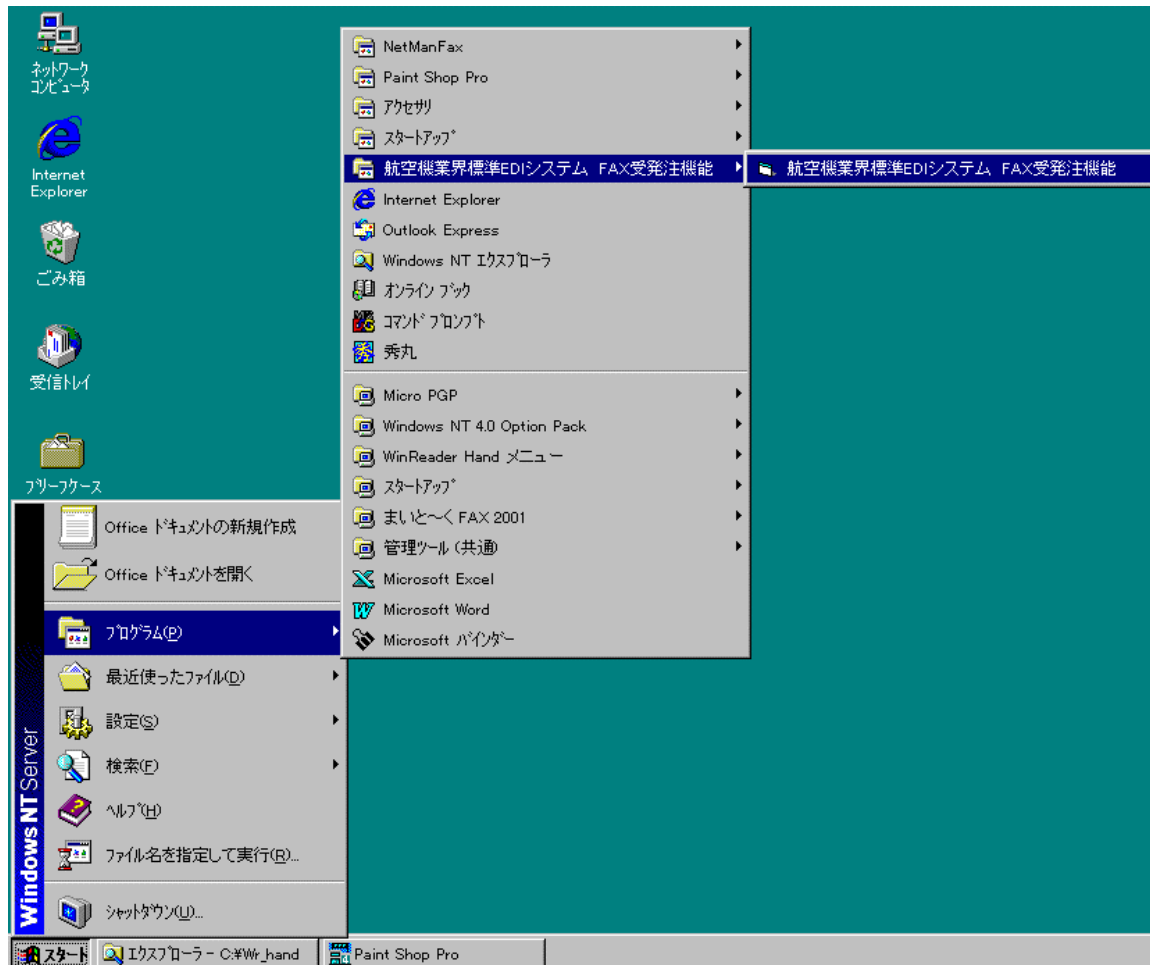 ネットワーク
コンピュータ
Internet
Explorer
ごみ箱
受信トレイ
ブリーフケース
NetManFax
Paint Shop Pro
アクセサリ
スタートアップ
航空機業界標準EDIシステム FAX受発注機能
Internet Explorer
Outlook Express
Windows NT エクスプローラ
オンライン ブック
コマンド プロンプト
秀丸
Micro PGP
Windows NT 4.0 Option Pack
WinReader Hand メニュー
スタートアップ
まいと～く FAX 2001
管理ツール (共通)
Microsoft Excel
Microsoft Word
Microsoft バインダー
航空機業界標準EDIシステム FAX受発注機能
Office ドキュメントの新規作成
Office ドキュメントを開く
プログラム(P)
最近使ったファイル(D)
設定(S)
検索(F)
ヘルプ(H)
ファイル名を指定して実行(R)...
シャットダウン(U)...
Windows NT Server
スタート
エクスプローラ - C:¥Wr_hand
Paint Shop Pro